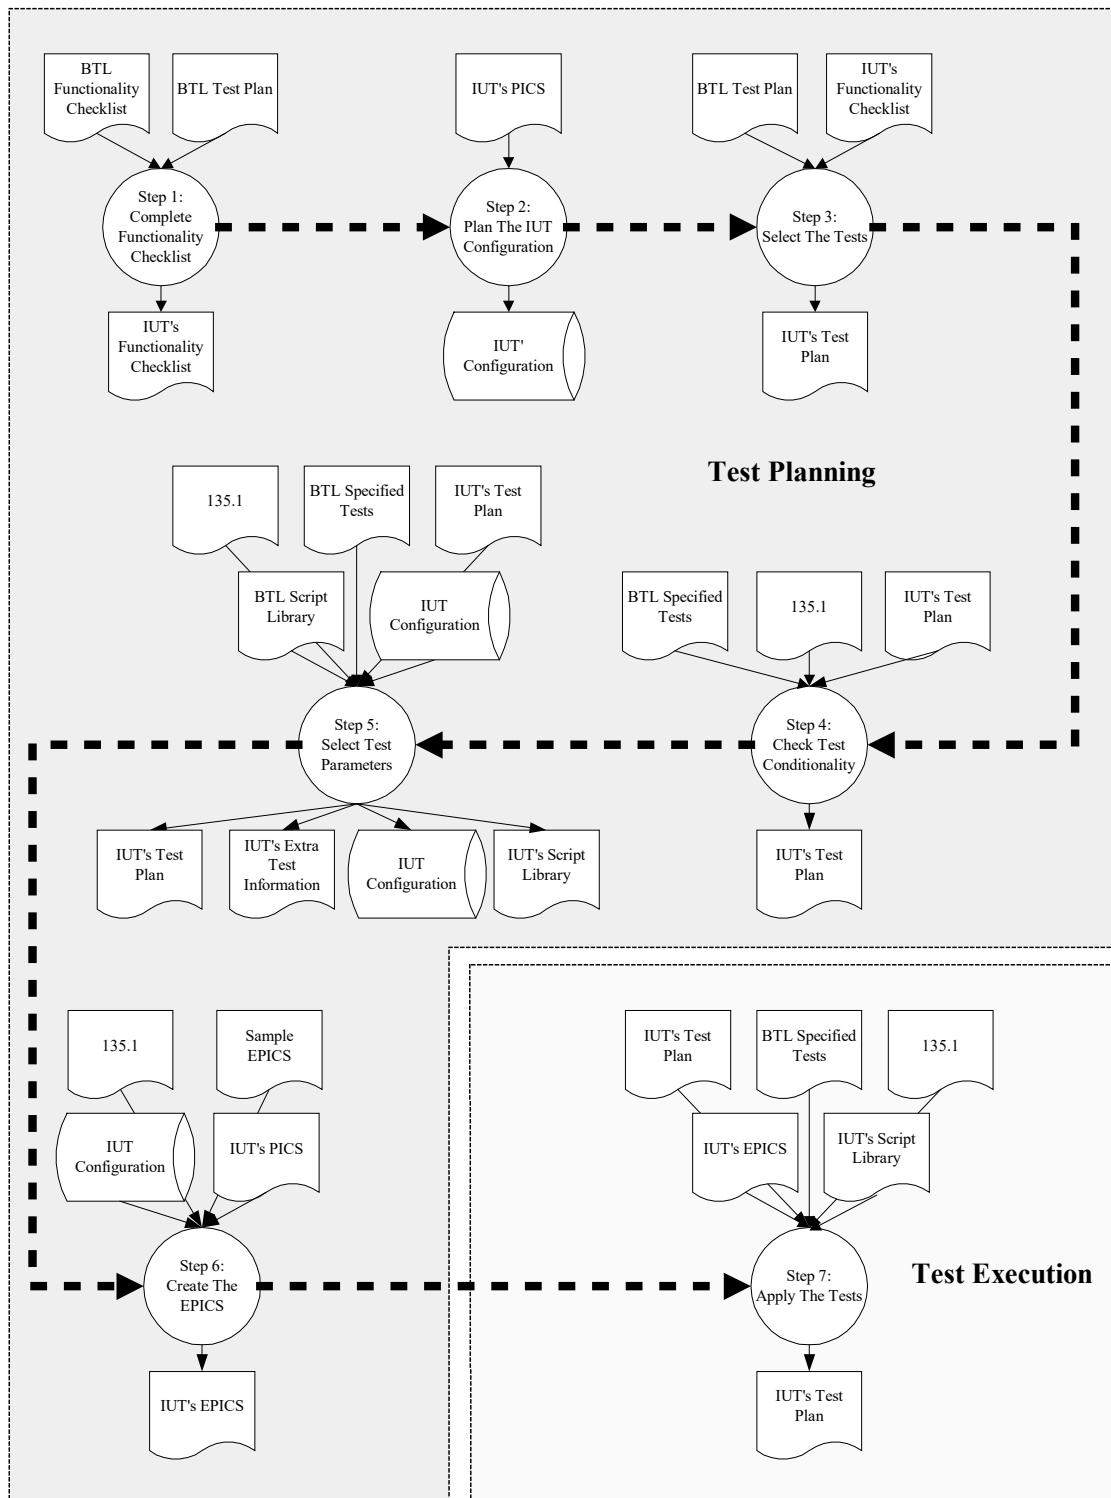 BTL
Functionality
Checklist
BTL Test Plan
IUT's PICS
BTL Test Plan
IUT's
Functionality
Checklist
Step 1:
Complete
Functionality
Checklist
Step 2:
Plan The IUT
Configuration
Step 3:
Select The Tests
IUT's
Functionality
Checklist
IUT'
Configuration
IUT's Test
Plan
Test Planning
135.1
BTL Specified
Tests
IUT's Test
Plan
BTL Script
Library
IUT
Configuration
BTL Specified
Tests
135.1
IUT's Test
Plan
Step 5:
Select Test
Parameters
Step 4:
Check Test
Conditionality
IUT's Test
Plan
IUT's Extra
Test
Information
IUT
Configuration
IUT's Script
Library
IUT's Test
Plan
135.1
Sample
EPICS
IUT
Configuration
IUT's PICS
IUT's Test
Plan
BTL Specified
Tests
135.1
IUT's EPICS
IUT's Script
Library
Step 6:
Create The
EPICS
Step 7:
Apply The Tests
Test Execution
IUT's EPICS
IUT's Test
Plan